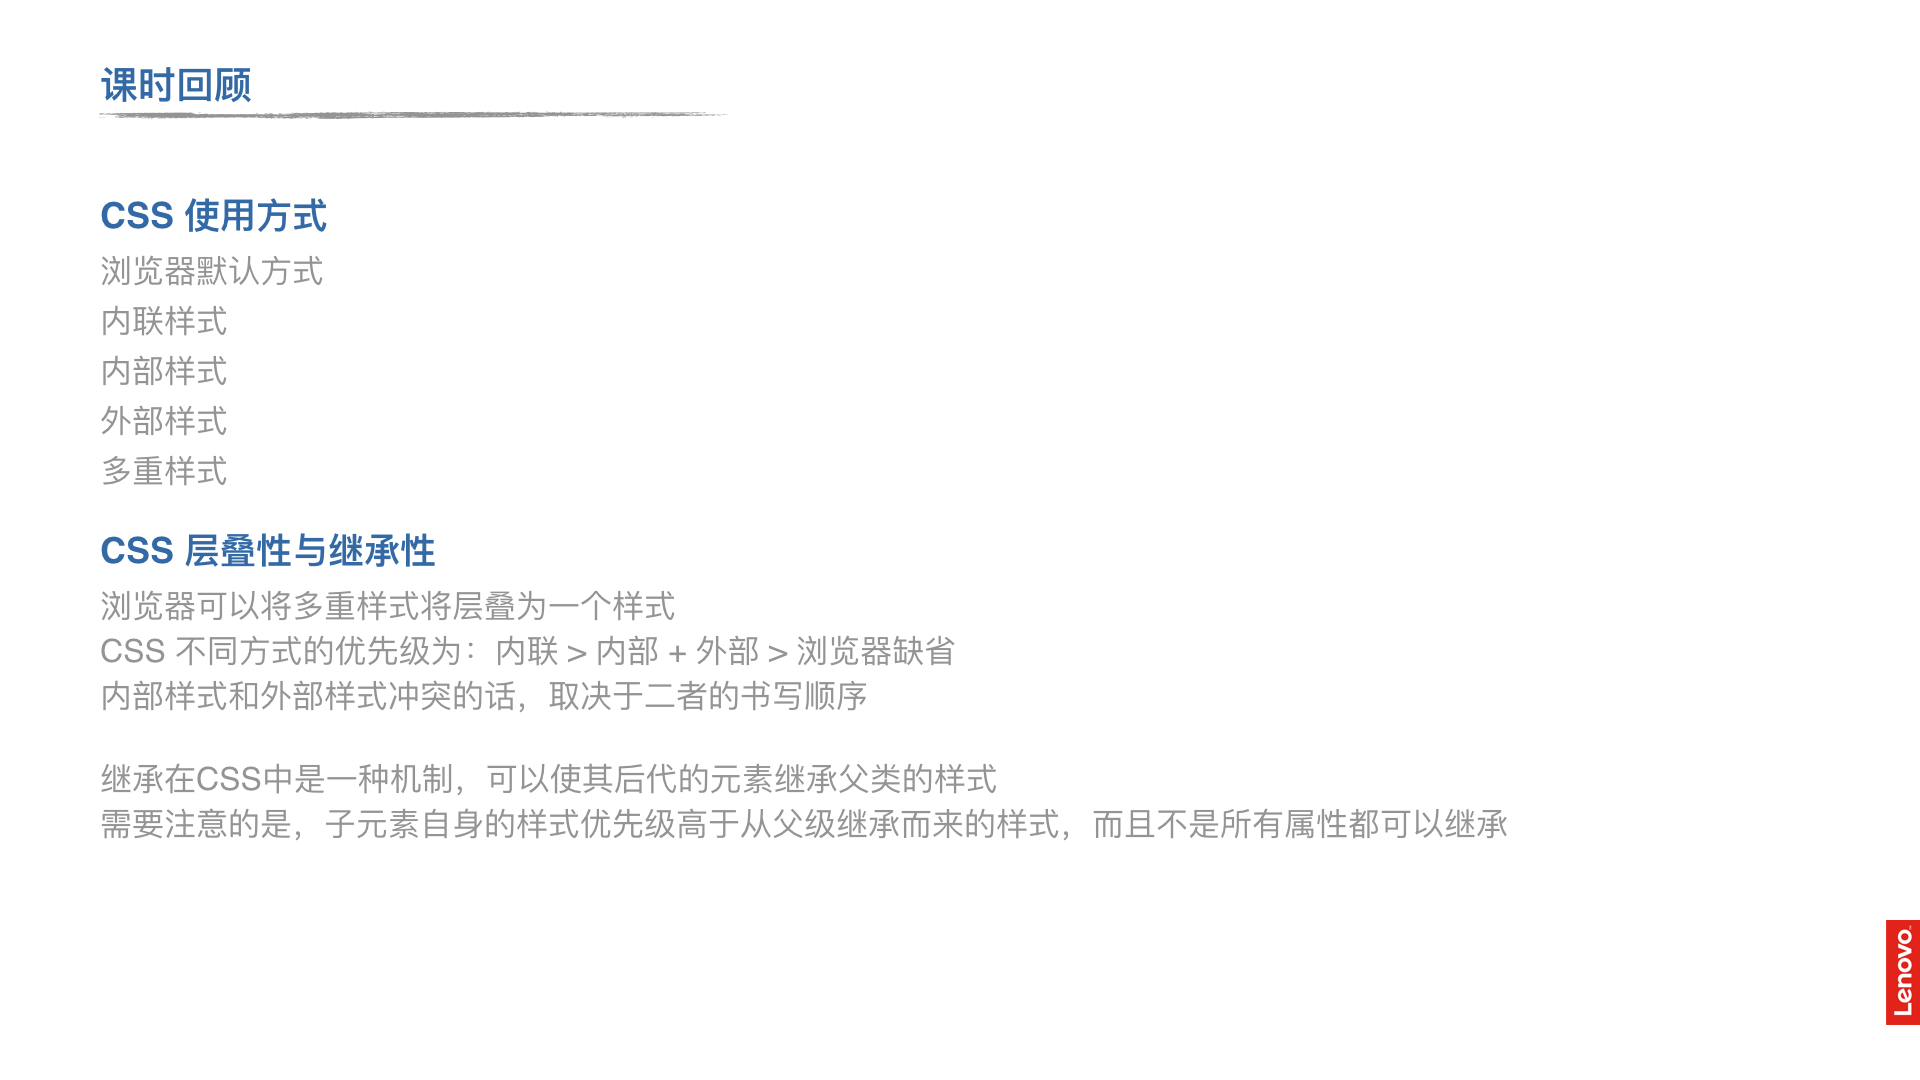 课时回顾
CSS 使用方式
浏览器默认方式
内联样式
内部样式
外部样式
多重样式
CSS 层叠性与继承性
浏览器可以将多重样式将层叠为一个样式
CSS 不同方式的优先级为：内联 > 内部 + 外部 > 浏览器缺省
内部样式和外部样式冲突的话，取决于二者的书写顺序
继承在CSS中是一种机制，可以使其后代的元素继承父类的样式
需要注意的是，子元素自身的样式优先级高于从父级继承而来的样式，而且不是所有属性都可以继承
Lenovo